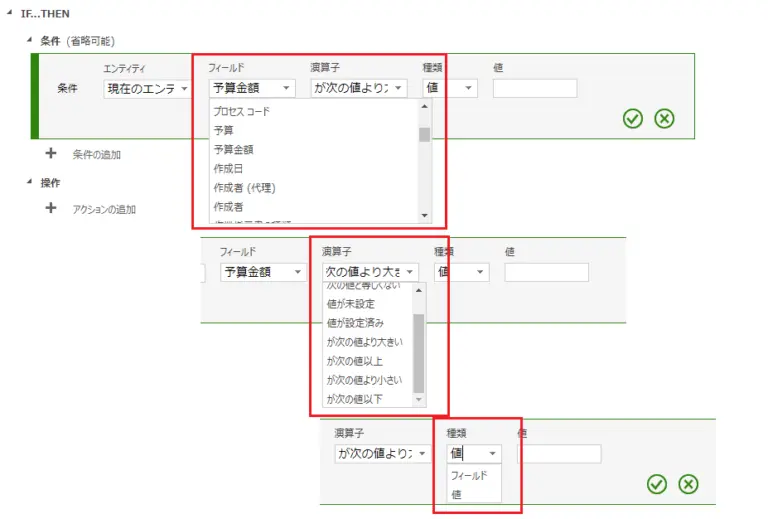 IF...THEN
条件 (省略可能)
エンティティ フィールド 演算子 種類 値
条件 現在のエンテ 予算金額 が次の値より 値
プロセス コード
予算
予算金額
作成日
作成者 (代理)
作成者
条件の追加
操作
アクションの追加
フィールド 演算子 種類 値
予算金額 次の値より大き 値
次の値と等しくない
値が未設定
値が設定済み
が次の値より大きい
が次の値以上
が次の値より小さい
が次の値以下
演算子 種類 値
が次の値より 値
フィールド
値